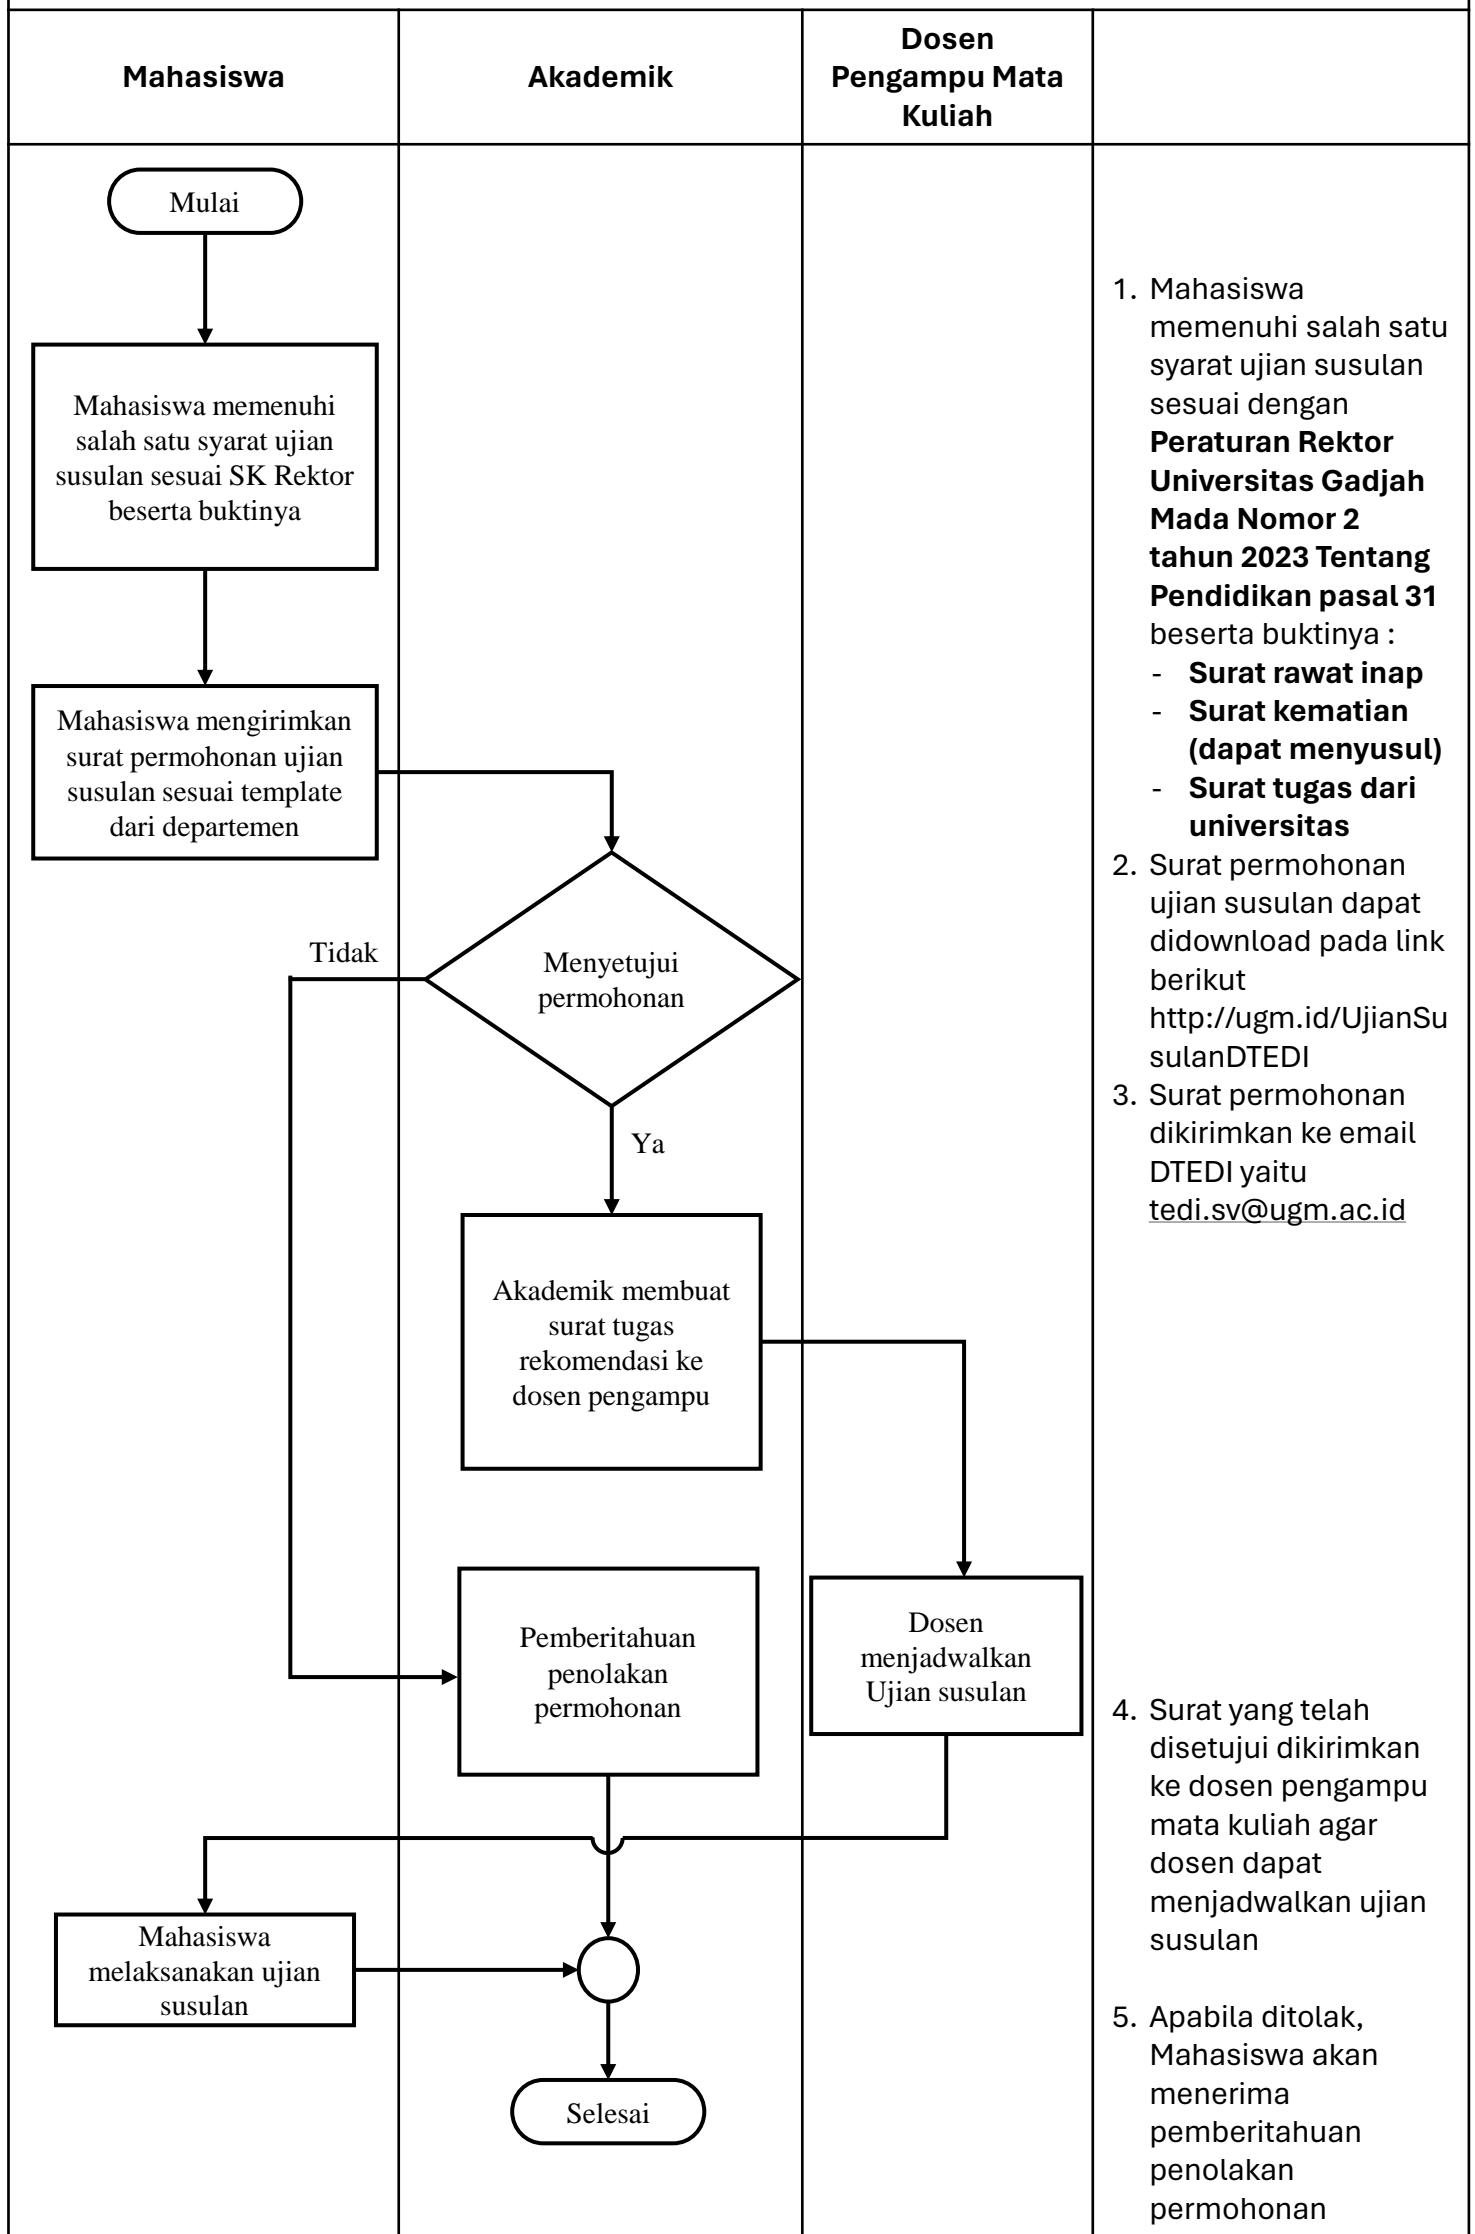 Mahasiswa
Akademik
Dosen
Pengampu Mata
Kuliah
Mulai
Mahasiswa memenuhi
salah satu syarat ujian
susulan sesuai SK Rektor
beserta buktinya
Mahasiswa mengirimkan
surat permohonan ujian
susulan sesuai template
dari departemen
Tidak
Menyetujui
permohonan
Ya
Akademik membuat
surat tugas
rekomendasi ke
dosen pengampu
Pemberitahuan
penolakan
permohonan
Dosen
menjadwalkan
Ujian susulan
Mahasiswa
melaksanakan ujian
susulan
Selesai
1. Mahasiswa
memenuhi salah satu
syarat ujian susulan
sesuai dengan
Peraturan Rektor
Universitas Gadjah
Mada Nomor 2
tahun 2023 Tentang
Pendidikan pasal 31
beserta buktinya :
- Surat rawat inap
- Surat kematian
(dapat menyusul)
- Surat tugas dari
universitas
2. Surat permohonan
ujian susulan dapat
didownload pada link
berikut
http://ugm.id/UjianSu
sulanDTEDI
3. Surat permohonan
dikirimkan ke email
DTEDI yaitu
tedi.sv@ugm.ac.id
4. Surat yang telah
disetujui dikirimkan
ke dosen pengampu
mata kuliah agar
dosen dapat
menjadwalkan ujian
susulan
5. Apabila ditolak,
Mahasiswa akan
menerima
pemberitahuan
penolakan
permohonan